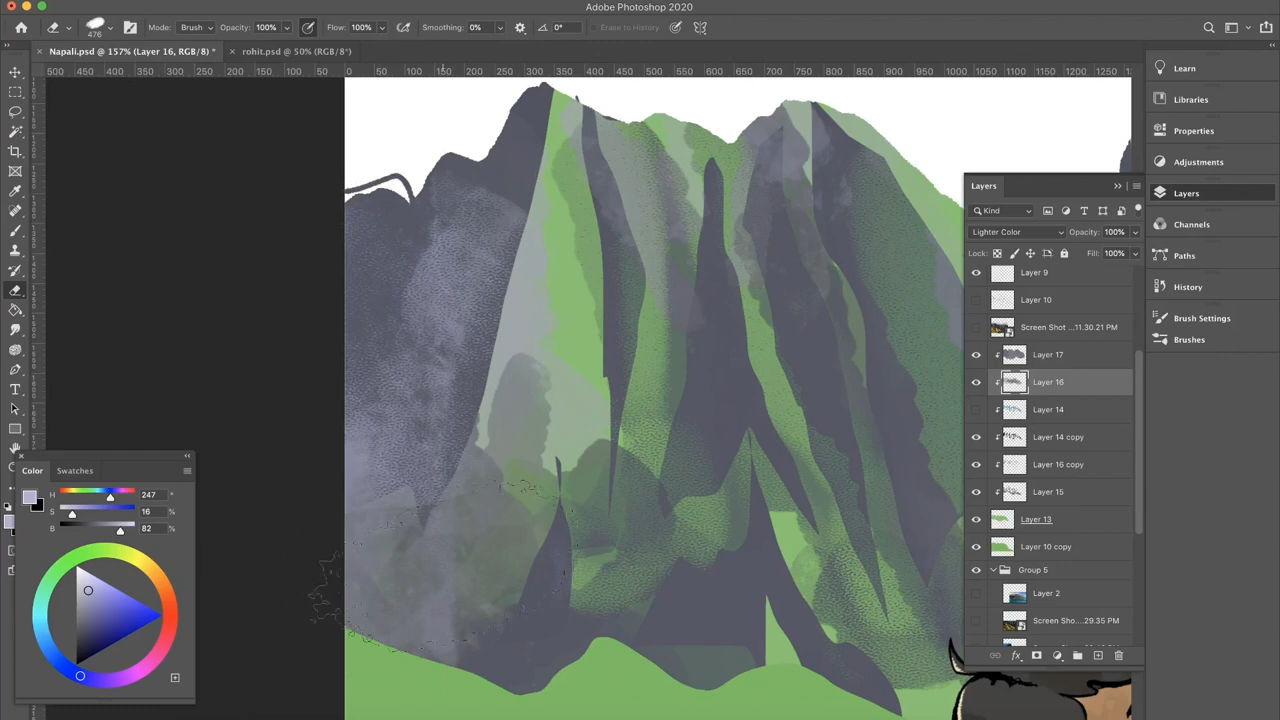 Adobe Photoshop 2020
476 Mode: Brush Opacity: 100% Flow: 100% Smoothing: 0% 0° Erase to History
× Napali.psd @ 157% (Layer 16, RGB/8) * × rohit.psd @ 50% (RGB/8*)
500 450 400 350 300 250 200 150 100 50 0 50 100 150 200 250 300 350 400 450 500 550 600 650 700 750 800 850 900 950 1000 1050 1100 1150 1200 1250
Learn
Libraries
Properties
Adjustments
Layers
Channels
Paths
History
Brush Settings
Brushes
Layers
Kind
Lighter Color Opacity: 100%
Lock: Fill: 100%
Layer 9
Layer 10
Screen Shot ...11.30.21 PM
Layer 17
Layer 16
Layer 14
Layer 14 copy
Layer 16 copy
Layer 15
Layer 13
Layer 10 copy
Group 5
Layer 2
Screen Sho....29.35 PM
fx
Color Swatches
H 247 °
S 16 %
B 82 %